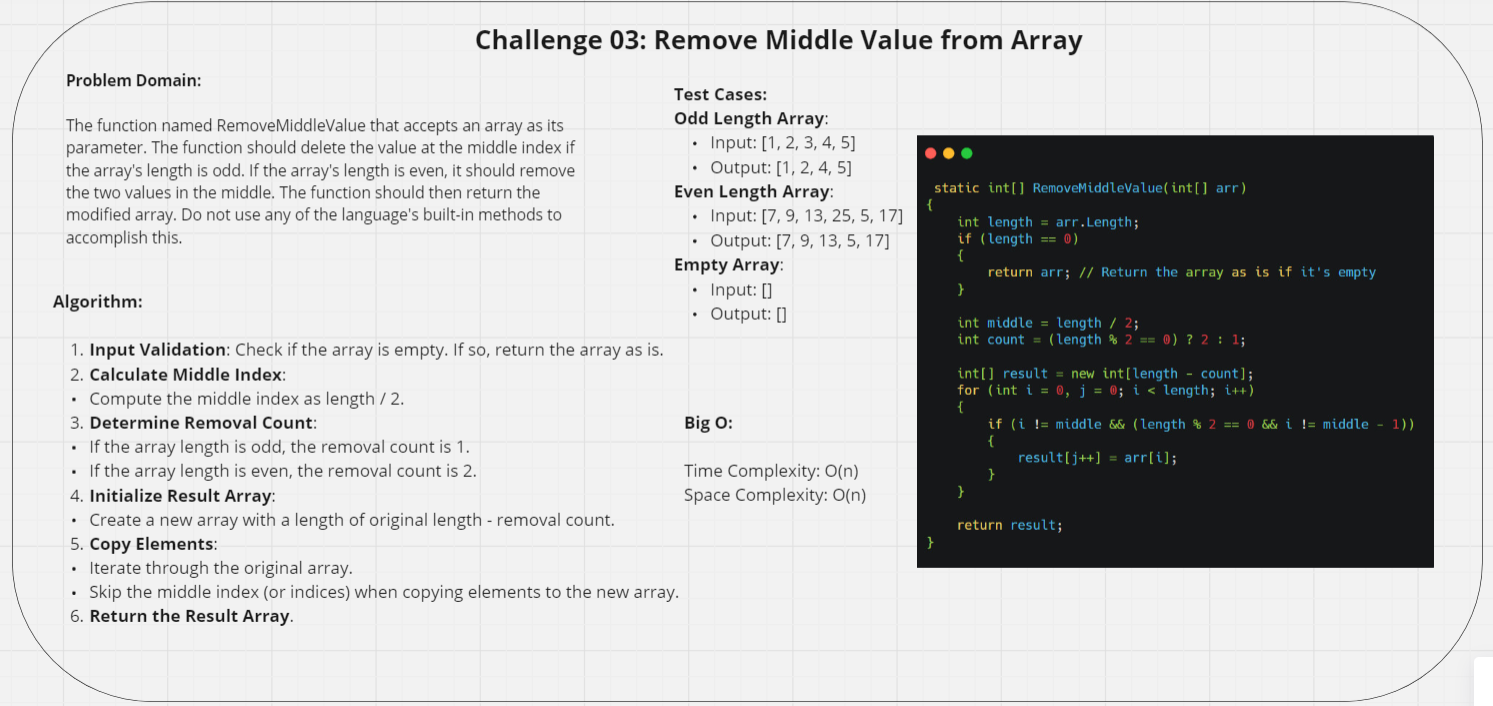 Challenge 03: Remove Middle Value from Array
Problem Domain:
The function named RemoveMiddleValue that accepts an array as its
parameter. The function should delete the value at the middle index if
the array's length is odd. If the array's length is even, it should remove
the two values in the middle. The function should then return the
modified array. Do not use any of the language's built-in methods to
accomplish this.
Algorithm:
1. Input Validation: Check if the array is empty. If so, return the array as is.
2. Calculate Middle Index:
• Compute the middle index as length / 2.
3. Determine Removal Count:
• If the array length is odd, the removal count is 1.
• If the array length is even, the removal count is 2.
4. Initialize Result Array:
• Create a new array with a length of original length - removal count.
5. Copy Elements:
• Iterate through the original array.
• Skip the middle index (or indices) when copying elements to the new array.
6. Return the Result Array.
Test Cases:
Odd Length Array:
• Input: [1, 2, 3, 4, 5]
• Output: [1, 2, 4, 5]
Even Length Array:
• Input: [7, 9, 13, 25, 5, 17]
• Output: [7, 9, 13, 5, 17]
Empty Array:
• Input: []
• Output: []
Big O:
Time Complexity: O(n)
Space Complexity: O(n)
static int[] RemoveMiddleValue(int[] arr)
{
    int length = arr.Length;
    if (length == 0)
    {
        return arr; // Return the array as is if it's empty
    }
    int middle = length / 2;
    int count = (length % 2 == 0) ? 2 : 1;
    int[] result = new int[length - count];
    for (int i = 0, j = 0; i < length; i++)
    {
        if (i != middle && (length % 2 == 0 && i != middle - 1))
        {
            result[j++] = arr[i];
        }
    }
    return result;
}